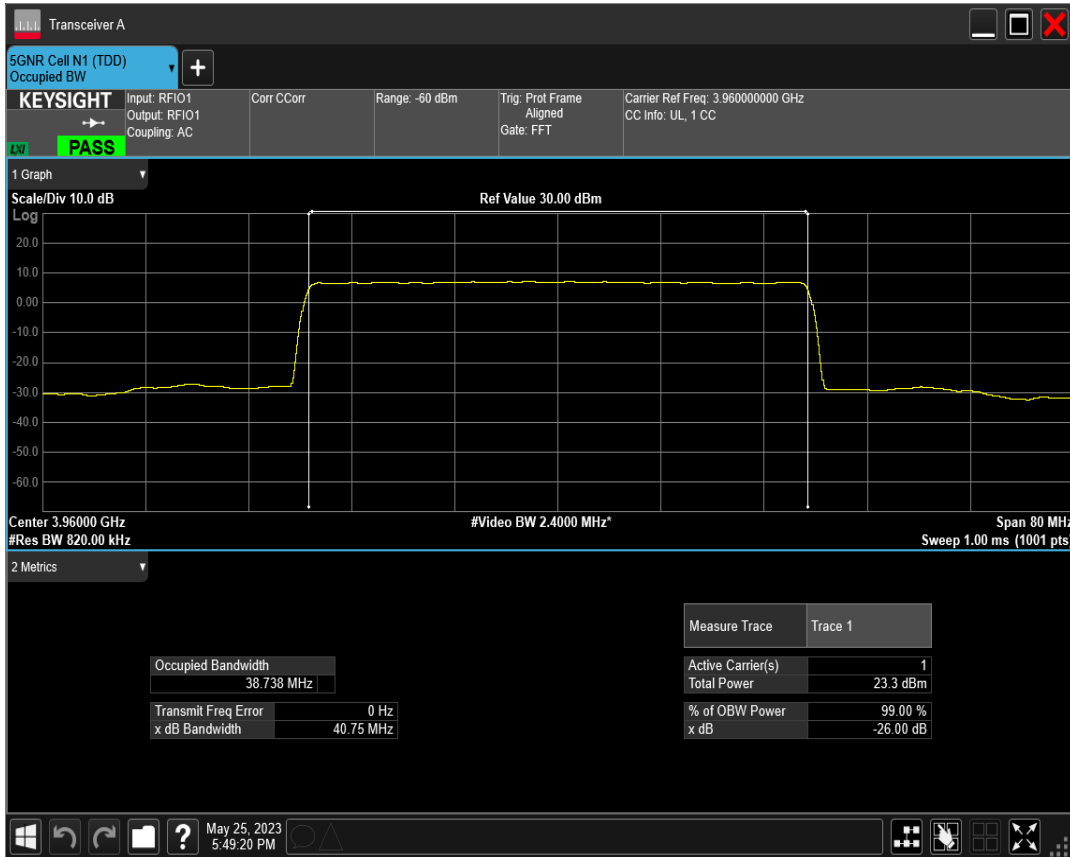 Transceiver A
5GNR Cell N1 (TDD)
Occupied BW
+
KEYSIGHT
LXI
PASS
Input: RFIO1
Output: RFIO1
Coupling: AC
Corr CCorr
Range: -60 dBm
Trig: Prot Frame
Aligned
Gate: FFT
Carrier Ref Freq: 3.960000000 GHz
CC Info: UL, 1 CC
1 Graph
Scale/Div 10.0 dB
Ref Value 30.00 dBm
Log
20.0
10.0
0.00
-10.0
-20.0
-30.0
-40.0
-50.0
-60.0
Center 3.96000 GHz
#Video BW 2.4000 MHz*
Span 80 MHz
#Res BW 820.00 kHz
Sweep 1.00 ms (1001 pts)
2 Metrics
Measure Trace Trace 1
Occupied Bandwidth
38.738 MHz
Active Carrier(s) 1
Total Power 23.3 dBm
Transmit Freq Error 0 Hz
x dB Bandwidth 40.75 MHz
% of OBW Power 99.00 %
x dB -26.00 dB
?
May 25, 2023
5:49:20 PM